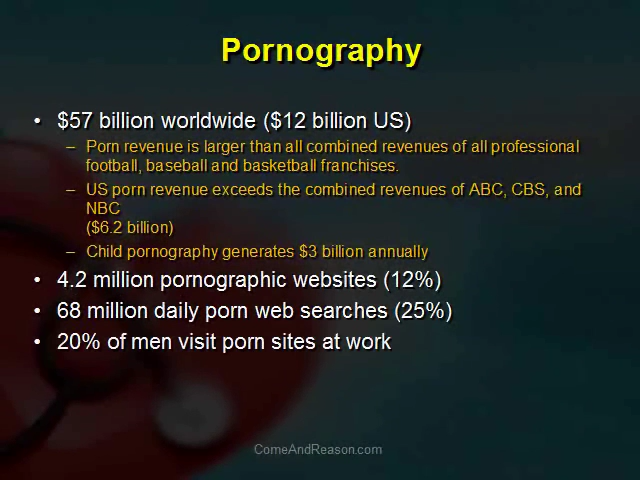 Pornography
• $57 billion worldwide ($12 billion US)
– Porn revenue is larger than all combined revenues of all professional
football, baseball and basketball franchises.
– US porn revenue exceeds the combined revenues of ABC, CBS, and
NBC
($6.2 billion)
– Child pornography generates $3 billion annually
• 4.2 million pornographic websites (12%)
• 68 million daily porn web searches (25%)
• 20% of men visit porn sites at work
ComeAndReason.com